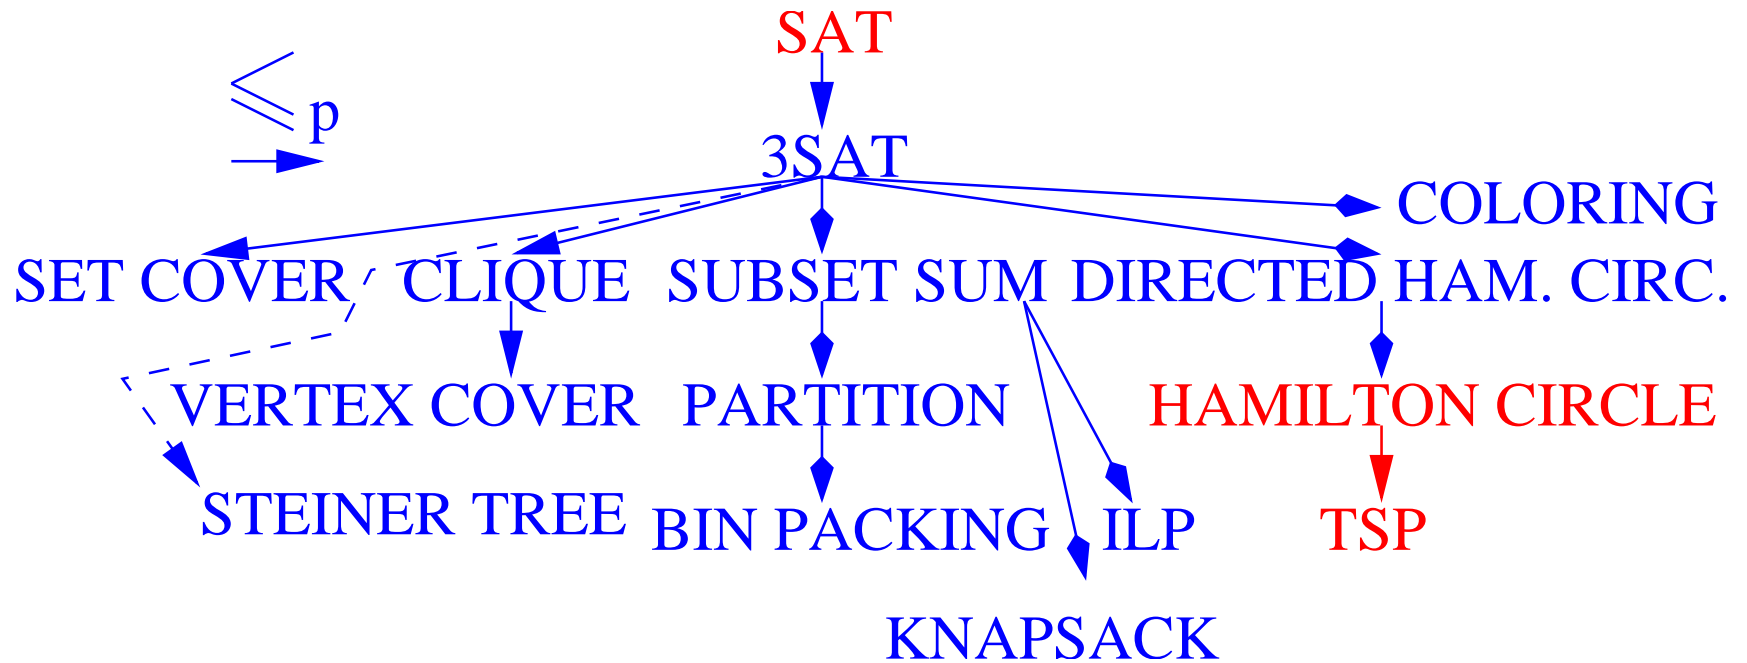 SAT
≤p
3SAT
COLORING
SET COVER CLIQUE SUBSET SUM DIRECTED HAM. CIRC.
VERTEX COVER PARTITION HAMILTON CIRCLE
STEINER TREE BIN PACKING ILP TSP
KNAPSACK